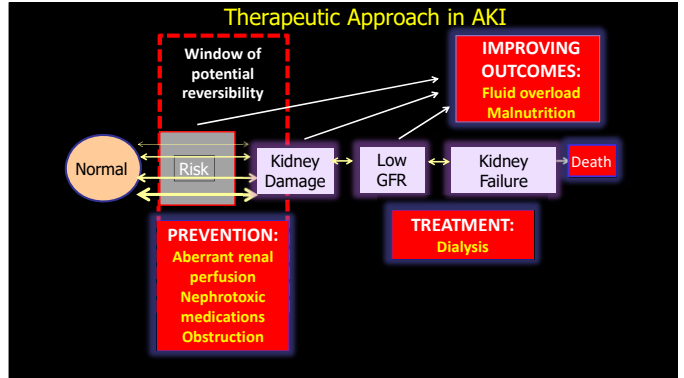 Therapeutic Approach in AKI
Window of
potential
reversibility
IMPROVING
OUTCOMES:
Fluid overload
Malnutrition
Normal
Risk
Kidney
Damage
Low
GFR
Kidney
Failure
Death
PREVENTION:
Aberrant renal
perfusion
Nephrotoxic
medications
Obstruction
TREATMENT:
Dialysis